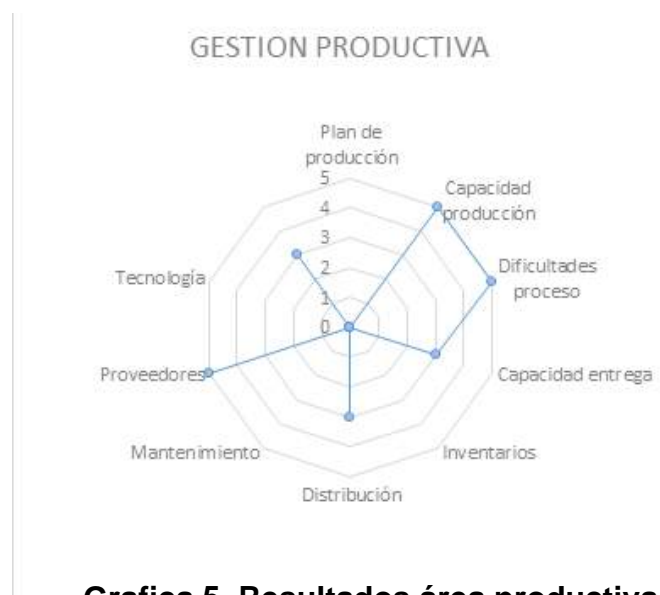 GESTION PRODUCTIVA
Plan de
producción
5
4
3
2
1
0
Capacidad
producción
Dificultades
proceso
Capacidad entrega
Inventarios
Distribución
Mantenimiento
Proveedores
Tecnología
Grafica 5. Resultados área productiva